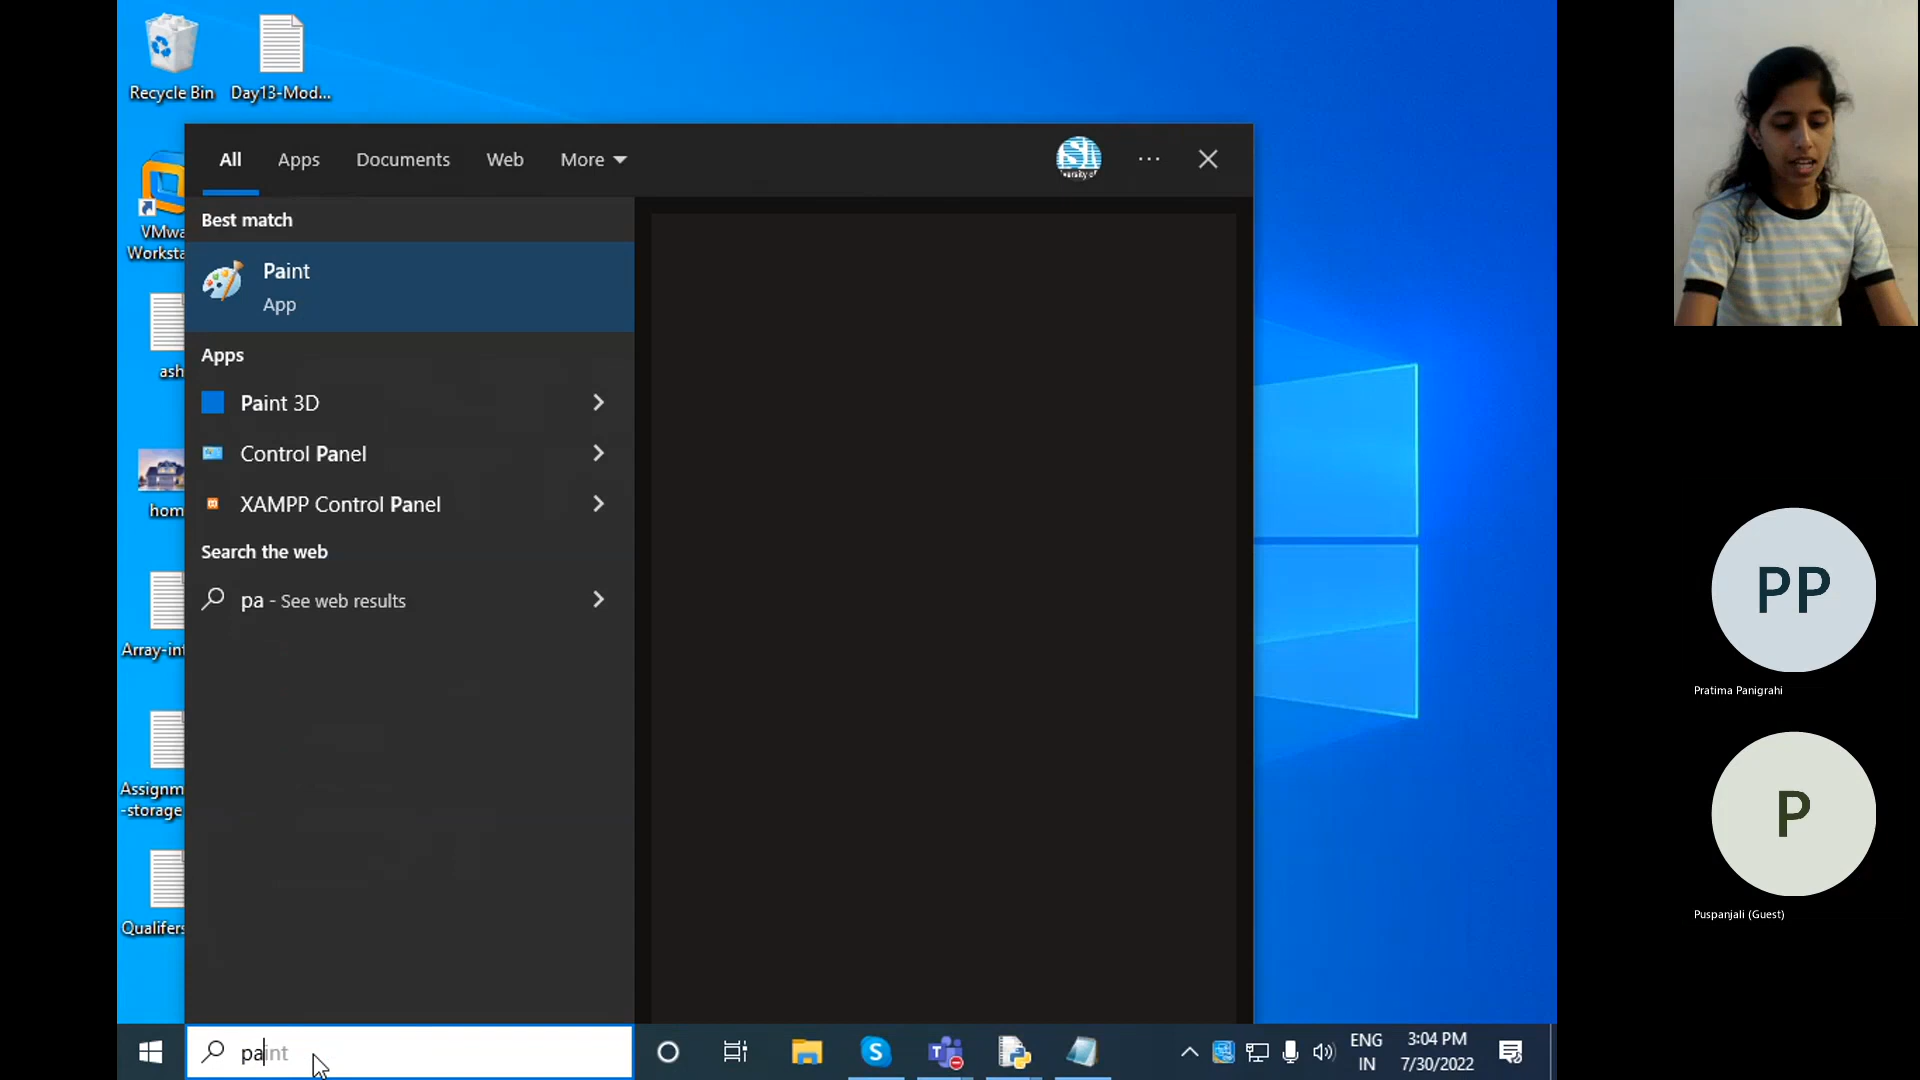 Recycle Bin
Day13-Mod...
All
Apps
Documents
Web
More
Best match
Paint
App
Apps
Paint 3D
Control Panel
XAMPP Control Panel
Search the web
pa - See web results
VMwa
Worksta
ash
hom
Array-int
Assignm
-storage
Qualifers
PP
Pratima Panigrahi
P
Puspanjali (Guest)
paint
ENG
IN
3:04 PM
7/30/2022